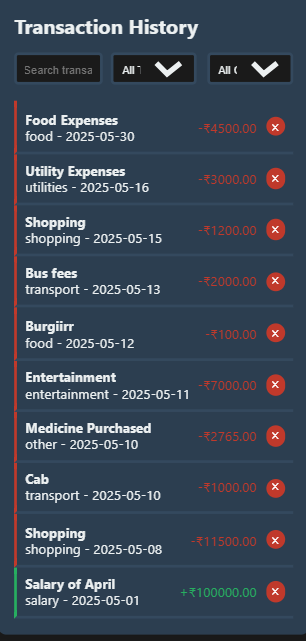 Transaction History
Search transa
All T
All C
Food Expenses
food - 2025-05-30
-₹4500.00
×
Utility Expenses
utilities - 2025-05-16
-₹3000.00
×
Shopping
shopping - 2025-05-15
-₹1200.00
×
Bus fees
transport - 2025-05-13
-₹2000.00
×
Burgiirr
food - 2025-05-12
-₹100.00
×
Entertainment
entertainment - 2025-05-11
-₹7000.00
×
Medicine Purchased
other - 2025-05-10
-₹2765.00
×
Cab
transport - 2025-05-10
-₹1000.00
×
Shopping
shopping - 2025-05-08
-₹11500.00
×
Salary of April
salary - 2025-05-01
+₹100000.00
×